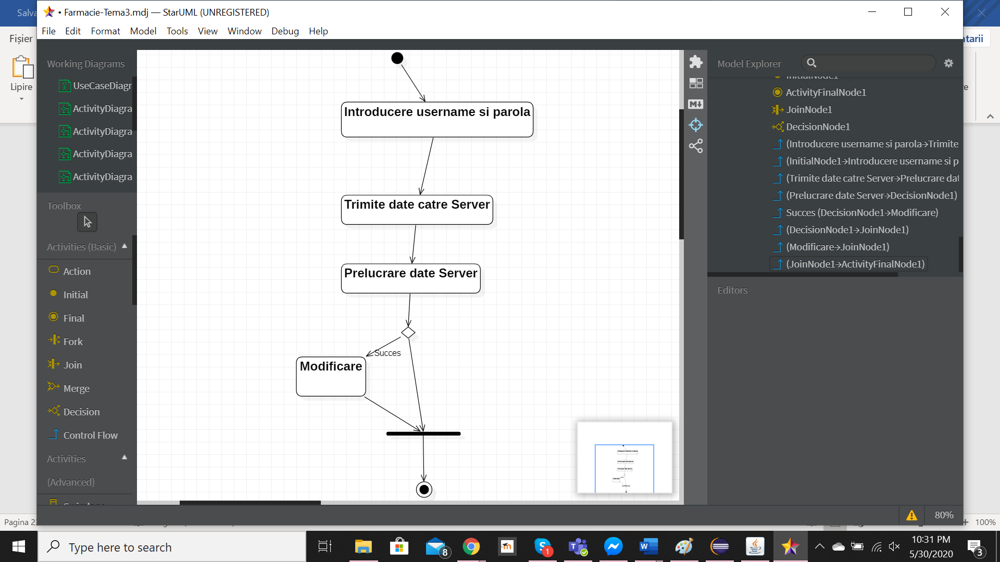 Salva
• Farmacie-Tema3.mdj — StarUML (UNREGISTERED)
File Edit Format Model Tools View Window Debug Help
Fișier
Lipire
tarii
Working Diagrams
UseCaseDiagr
ActivityDiagra
ActivityDiagra
ActivityDiagra
ActivityDiagra
Toolbox
Activities (Basic)
Action
Initial
Final
Fork
Join
Merge
Decision
Control Flow
Activities
(Advanced)
Introducere username si parola
Trimite date catre Server
Prelucrare date Server
Succes
Modificare
M
Model Explorer
InitialNode1
ActivityFinalNode1
JoinNode1
DecisionNode1
(Introducere username si parola→Trimite
(InitialNode1→Introducere username si p
(Trimite date catre Server→Prelucrare dat
(Prelucrare date Server→DecisionNode1)
Succes (DecisionNode1→Modificare)
(DecisionNode1→JoinNode1)
(Modificare→JoinNode1)
(JoinNode1→ActivityFinalNode1)
Editors
80%
Pagina 2
100%
Type here to search
8
m
1
10:31 PM
5/30/2020
3